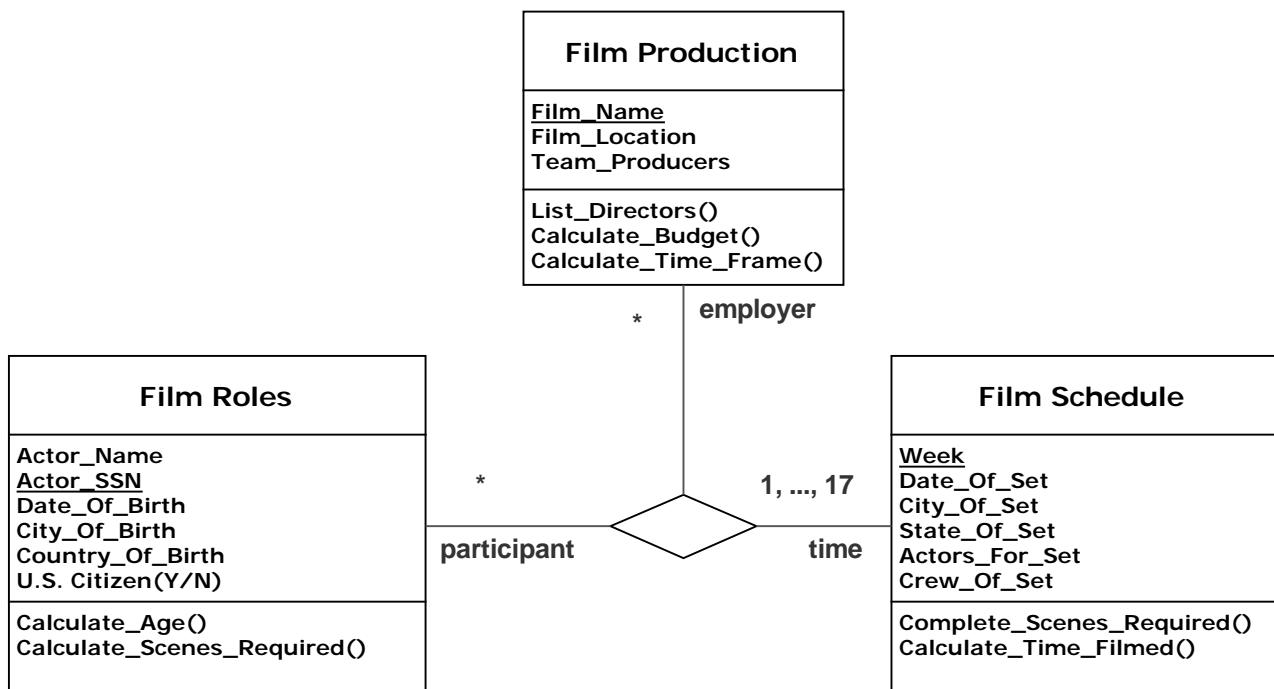 Film Production
Film_Name
Film_Location
Team_Producers
List_Directors()
Calculate_Budget()
Calculate_Time_Frame()
* employer
Film Roles
Actor_Name
Actor_SSN
Date_Of_Birth
City_Of_Birth
Country_Of_Birth
U.S. Citizen(Y/N)
Calculate_Age()
Calculate_Scenes_Required()
*
participant
1, ..., 17
time
Film Schedule
Week
Date_Of_Set
City_Of_Set
State_Of_Set
Actors_For_Set
Crew_Of_Set
Complete_Scenes_Required()
Calculate_Time_Filmed()